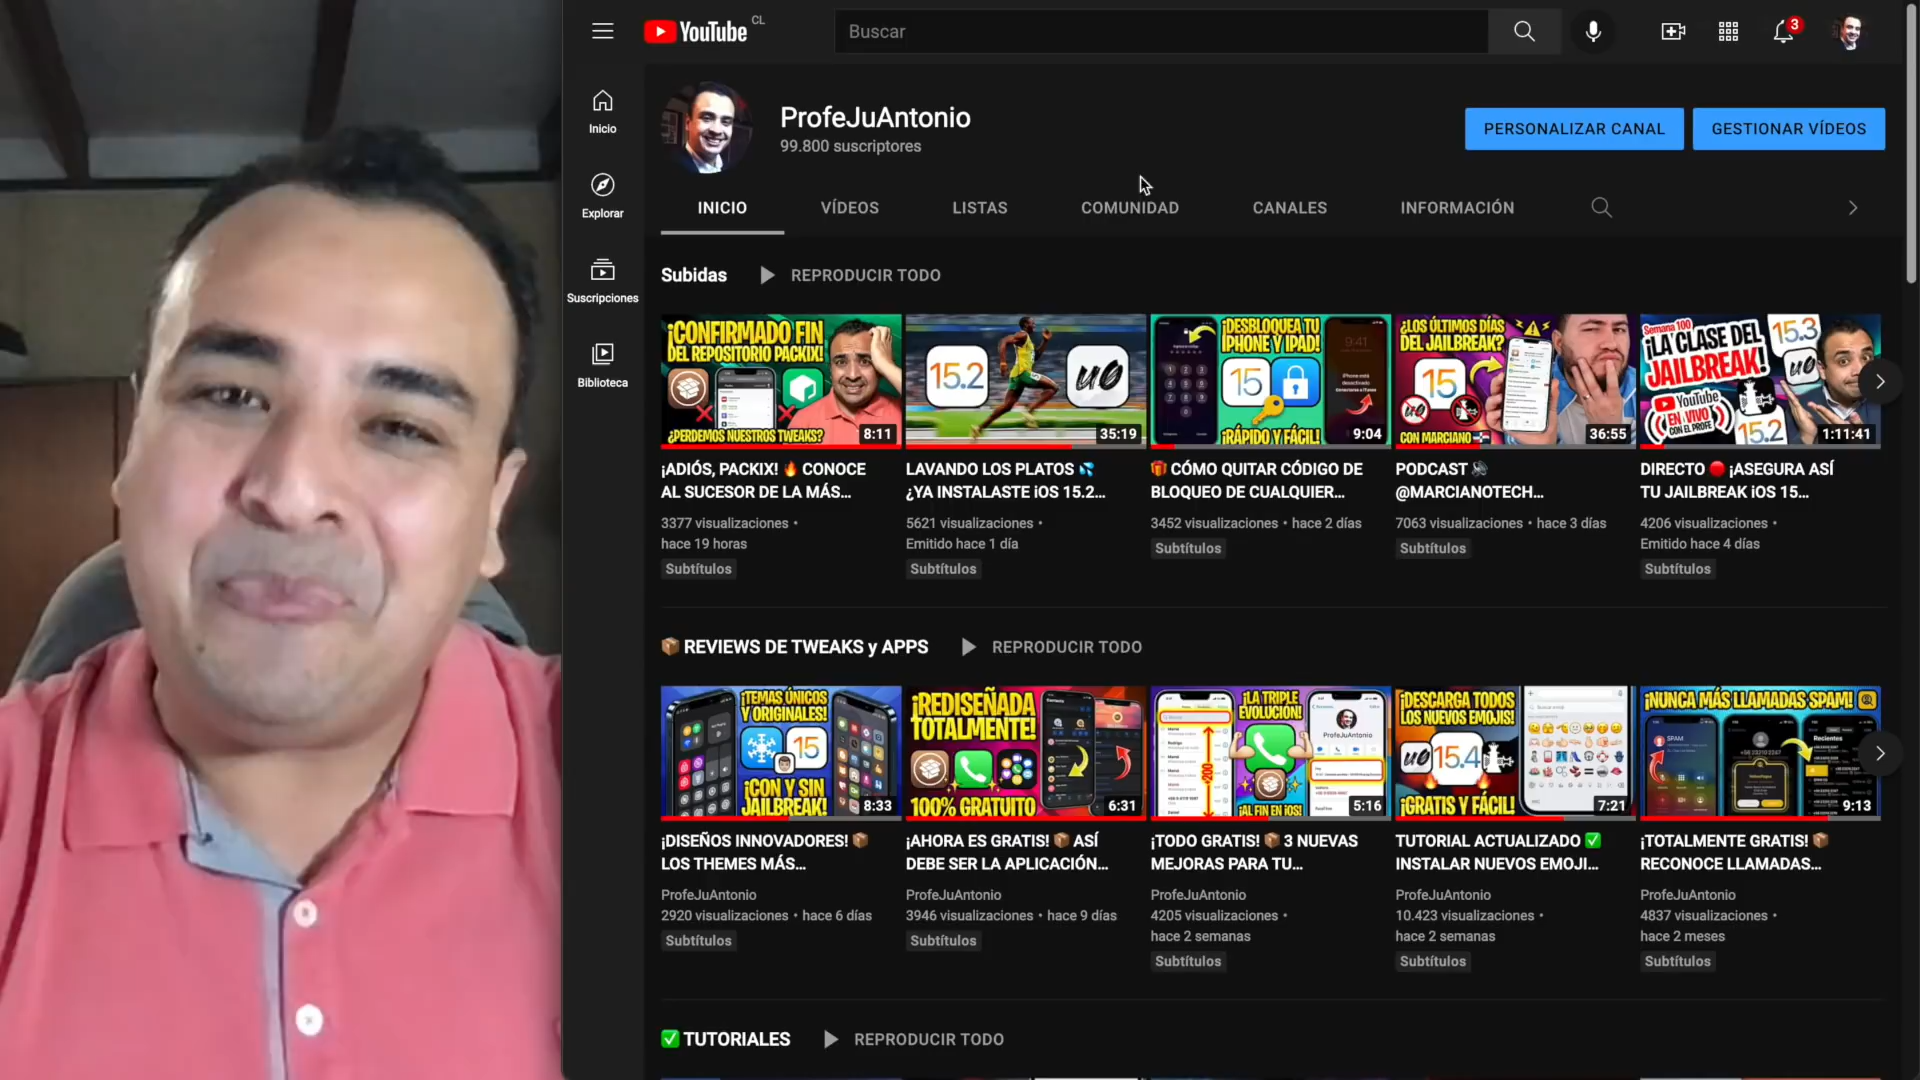 YouTube CL
Buscar
3
Inicio
Explorar
Suscripciones
Biblioteca
ProfeJuAntonio
99.800 suscriptores
PERSONALIZAR CANAL
GESTIONAR VÍDEOS
INICIO
VÍDEOS
LISTAS
COMUNIDAD
CANALES
INFORMACIÓN
Subidas
REPRODUCIR TODO
¡CONFIRMADO FIN
DEL REPOSITORIO PACKIX!
¿PERDEMOS NUESTROS TWEAKS?
8:11
¡ADIÓS, PACKIX! 🔥 CONOCE
AL SUCESOR DE LA MÁS...
3377 visualizaciones •
hace 19 horas
Subtítulos
15.2
uo
35:19
LAVANDO LOS PLATOS 💦
¿YA INSTALASTE iOS 15.2...
5621 visualizaciones •
Emitido hace 1 día
Subtítulos
¡DESBLOQUEA TU
IPHONE Y IPAD!
15
9:41
¡RÁPIDO Y FÁCIL!
9:04
🎁 CÓMO QUITAR CÓDIGO DE
BLOQUEO DE CUALQUIER...
3452 visualizaciones • hace 2 días
Subtítulos
¿LOS ÚLTIMOS DÍAS
DEL JAILBREAK?
15
uo
CON MARCIANO
36:55
PODCAST 🔊
@MARCIANOTECH...
7063 visualizaciones • hace 3 días
Subtítulos
Semana 100
¡LA CLASE DEL
JAILBREAK!
15.3
uo
YouTube
EN VIVO
CON EL PROFE
15.2
1:11:41
DIRECTO 🔴 ¡ASEGURA ASÍ
TU JAILBREAK iOS 15...
4206 visualizaciones •
Emitido hace 4 días
Subtítulos
📦 REVIEWS DE TWEAKS y APPS
REPRODUCIR TODO
¡TEMAS ÚNICOS
Y ORIGINALES!
15
¡CON Y SIN
JAILBREAK!
8:33
¡DISEÑOS INNOVADORES! 📦
LOS THEMES MÁS...
ProfeJuAntonio
2920 visualizaciones • hace 6 días
Subtítulos
¡REDISEÑADA
TOTALMENTE!
100% GRATUITO
6:31
¡AHORA ES GRATIS! 📦 ASÍ
DEBE SER LA APLICACIÓN...
ProfeJuAntonio
3946 visualizaciones • hace 9 días
Subtítulos
¡LA TRIPLE
EVOLUCION!
+200
ProfeJuAntonio
¡AL FIN EN iOS!
5:16
¡TODO GRATIS! 📦 3 NUEVAS
MEJORAS PARA TU...
ProfeJuAntonio
4205 visualizaciones •
hace 2 semanas
Subtítulos
¡DESCARGA TODOS
LOS NUEVOS EMOJIS!
uo
15.4
¡GRATIS Y FÁCIL!
7:21
TUTORIAL ACTUALIZADO ✅
INSTALAR NUEVOS EMOJI...
ProfeJuAntonio
10.423 visualizaciones •
hace 2 semanas
Subtítulos
¡NUNCA MÁS LLAMADAS SPAM!
SPAM
Recientes
9:13
¡TOTALMENTE GRATIS! 📦
RECONOCE LLAMADAS...
ProfeJuAntonio
4837 visualizaciones •
hace 2 meses
Subtítulos
✅ TUTORIALES
REPRODUCIR TODO